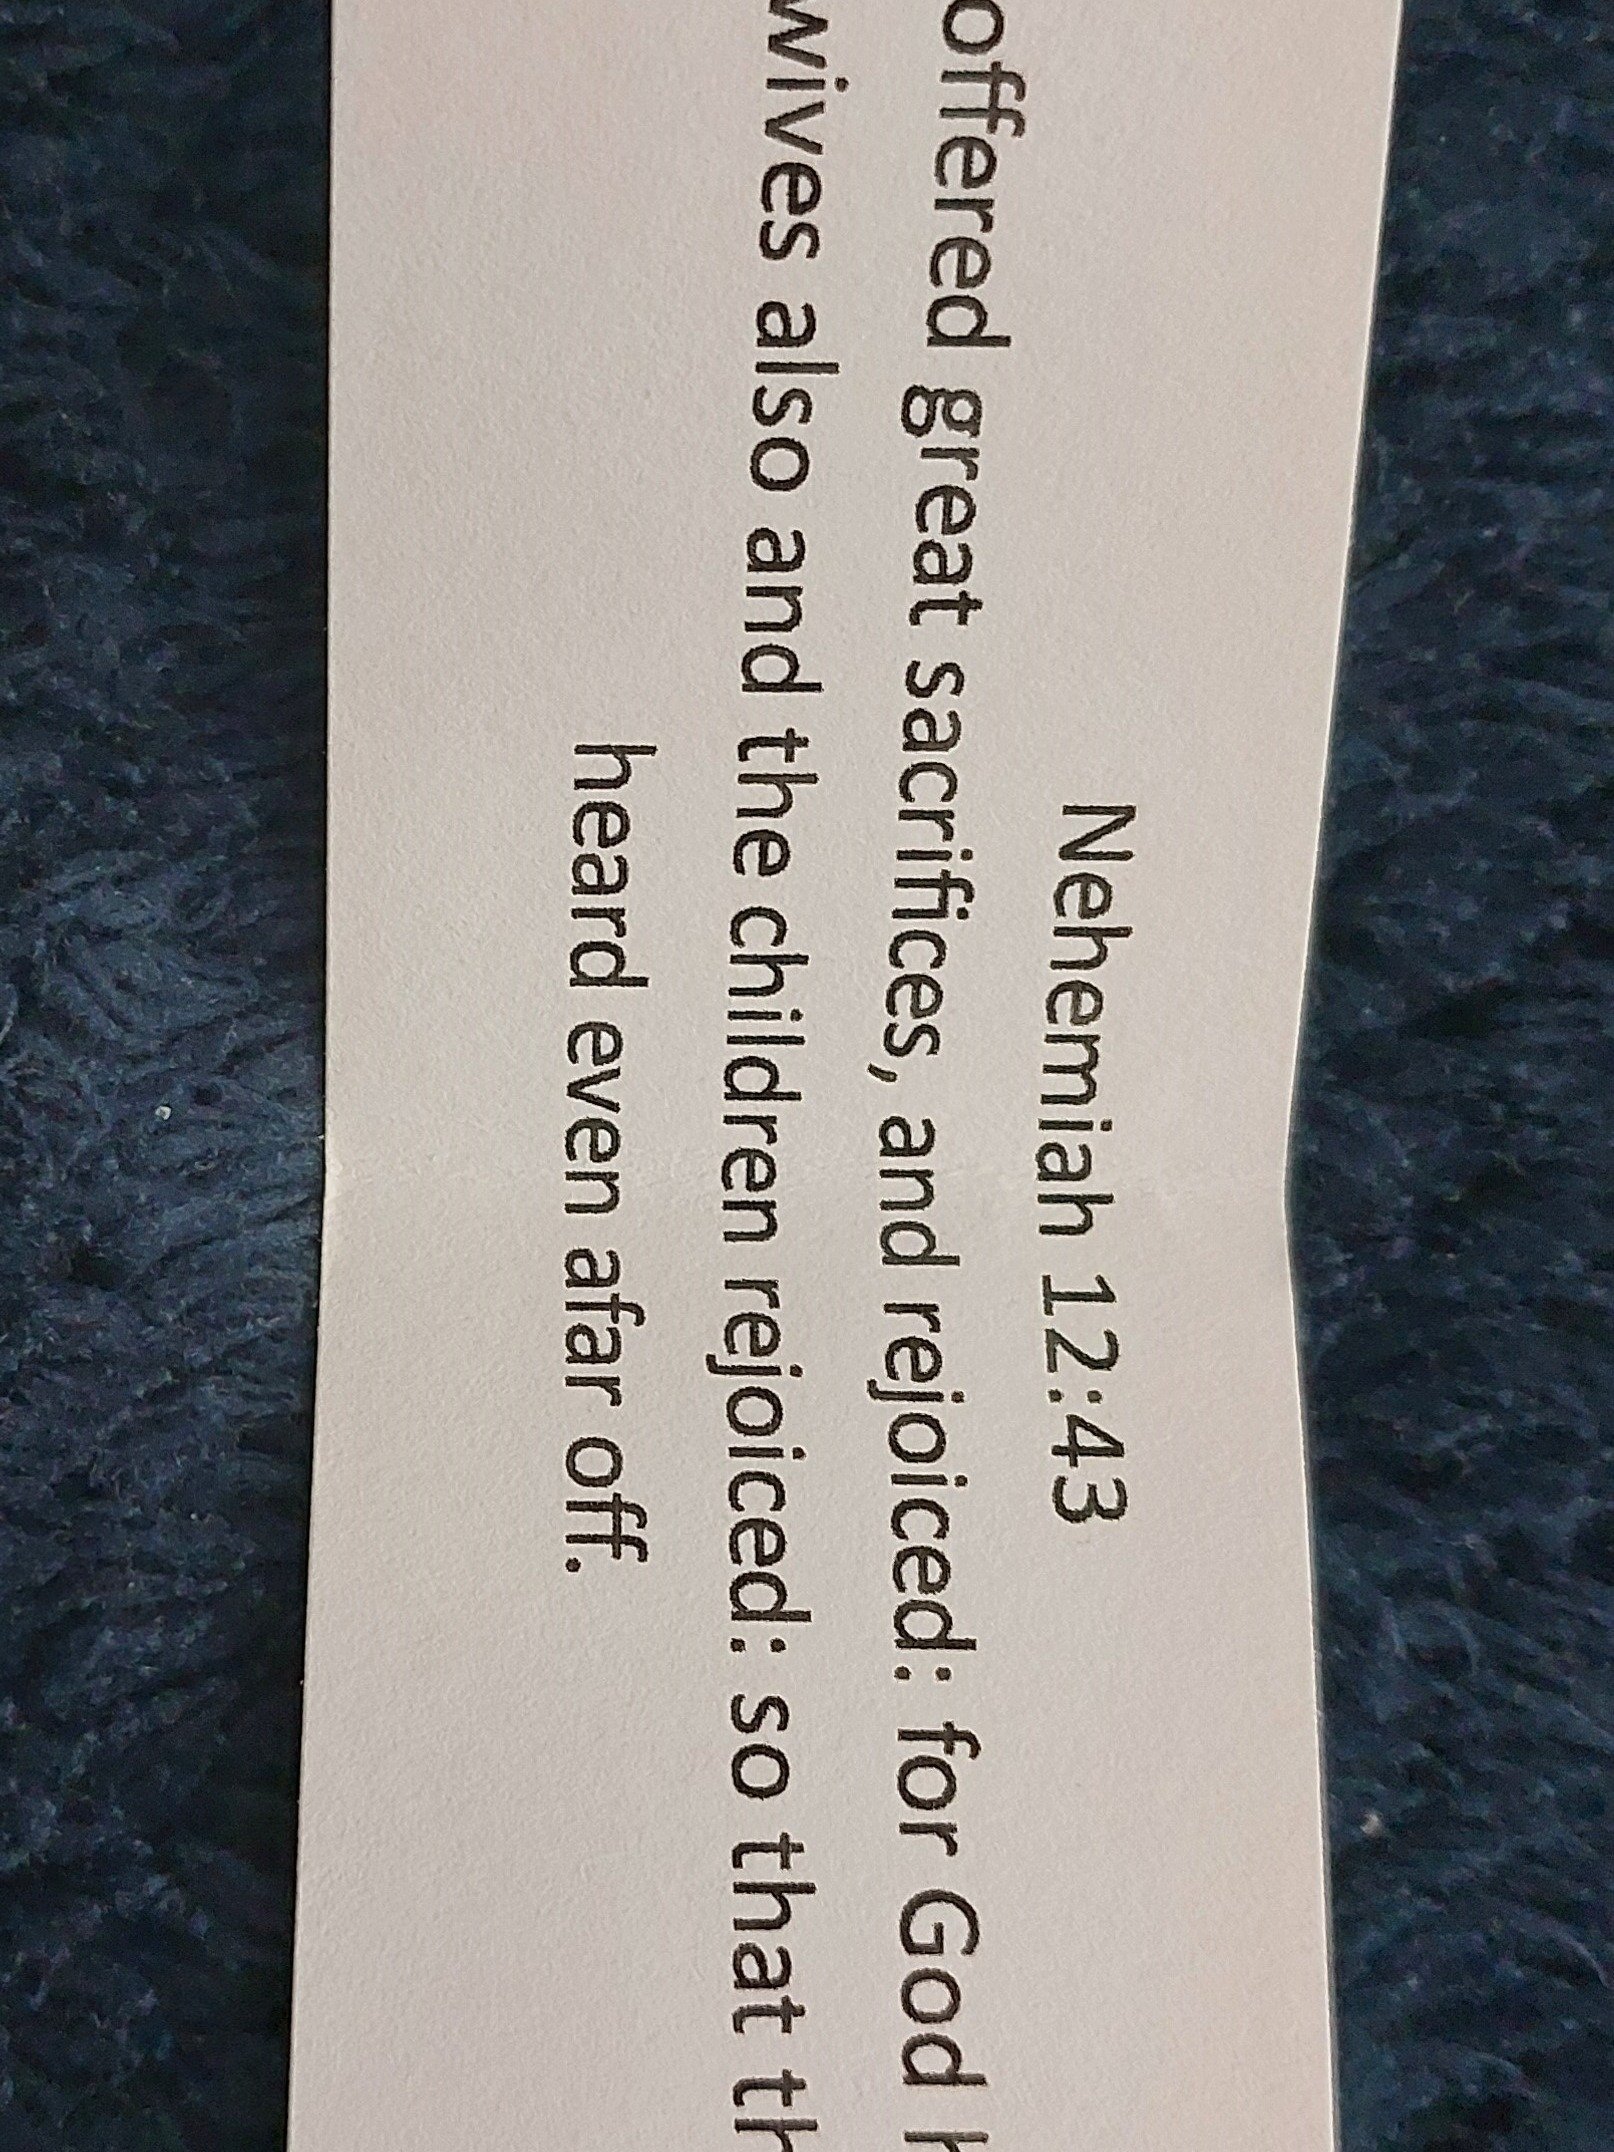 Nehemiah 12:43
offered great sacrifices, and rejoiced: for God
wives also and the children rejoiced: so that
heard even afar off.